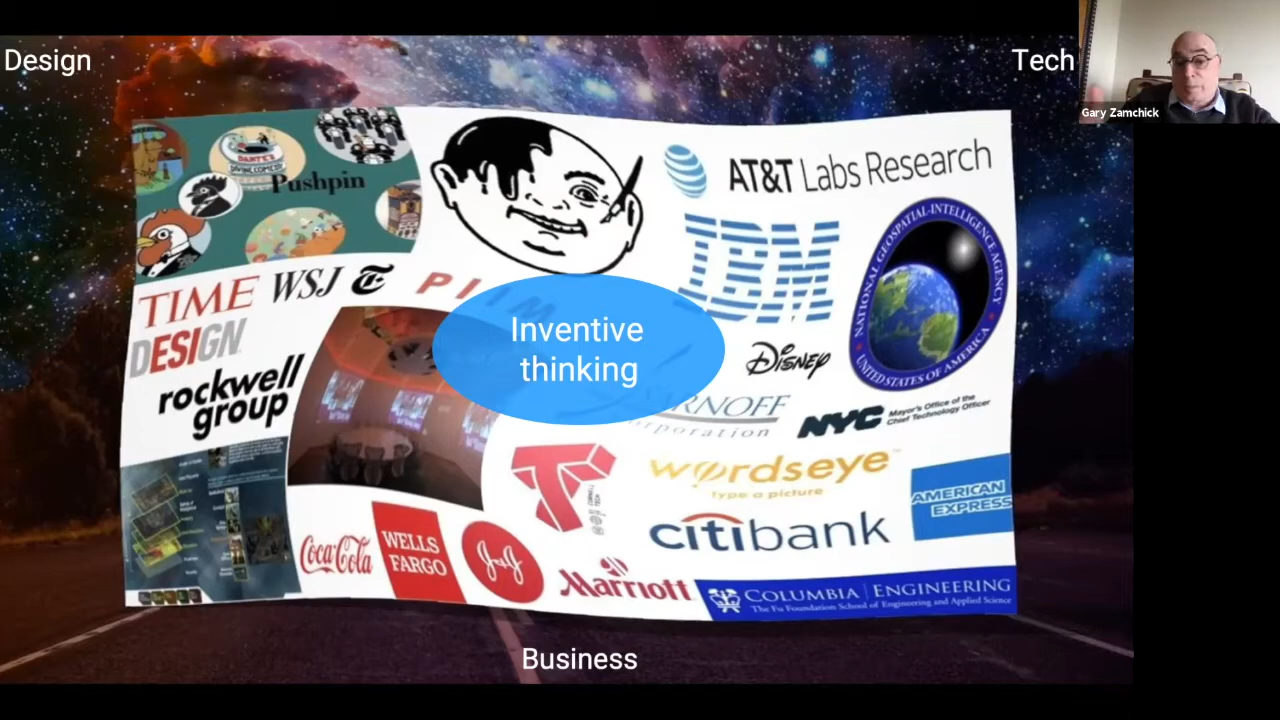 Design
Tech
Gary Zamchick
DANTE'S
Pushpin
AT&T Labs Research
IBM
NATIONAL GEOSPATIAL-INTELLIGENCE AGENCY
UNITED STATES OF AMERICA
TIME WSJ T
DESIGN
rockwell
group
Inventive
thinking
DISNEY
NYC Mayor's Office of the
Chief Technology Officer
wordseye
type a picture
AMERICAN
EXPRESS
citibank
Coca-Cola
WELLS
FARGO
J&J
Marriott
COLUMBIA | ENGINEERING
The Fu Foundation School of Engineering and Applied Science
Business